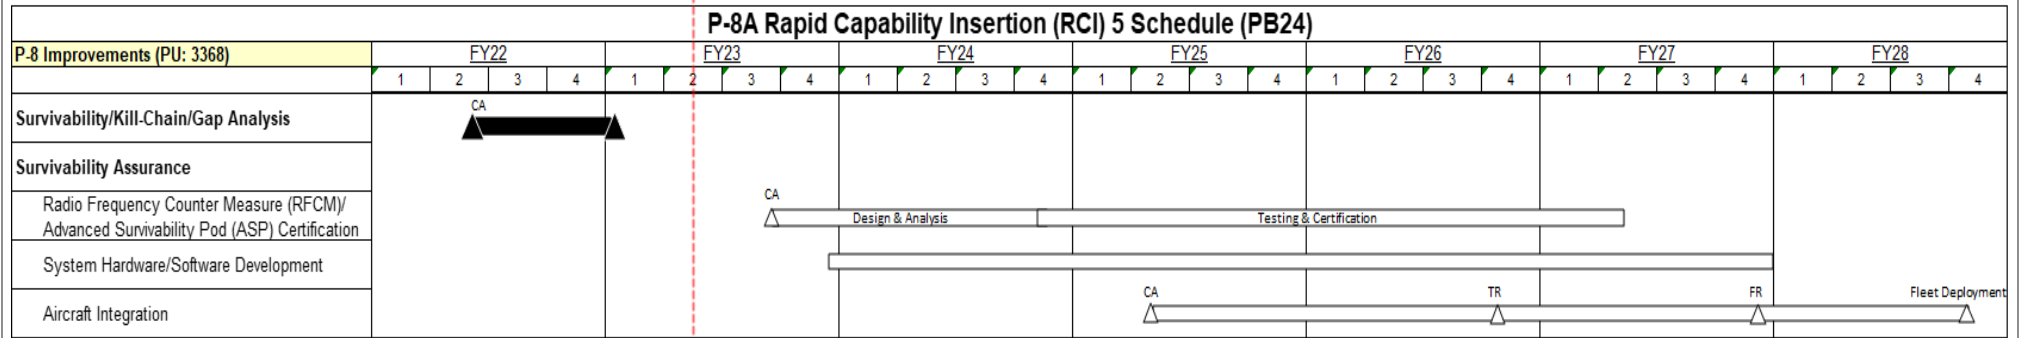 P-8A Rapid Capability Insertion (RCI) 5 Schedule (PB24)
P-8 Improvements (PU: 3368) FY22 FY23 FY24 FY25 FY26 FY27 FY28
1 2 3 4 1 2 3 4 1 2 3 4 1 2 3 4 1 2 3 4 1 2 3 4 1 2 3 4
CA
Survivability/Kill-Chain/Gap Analysis
Survivability Assurance
CA
Radio Frequency Counter Measure (RFCM)/
Advanced Survivability Pod (ASP) Certification
Design & Analysis Testing & Certification
System Hardware/Software Development
CA TR FR Fleet Deployment
Aircraft Integration